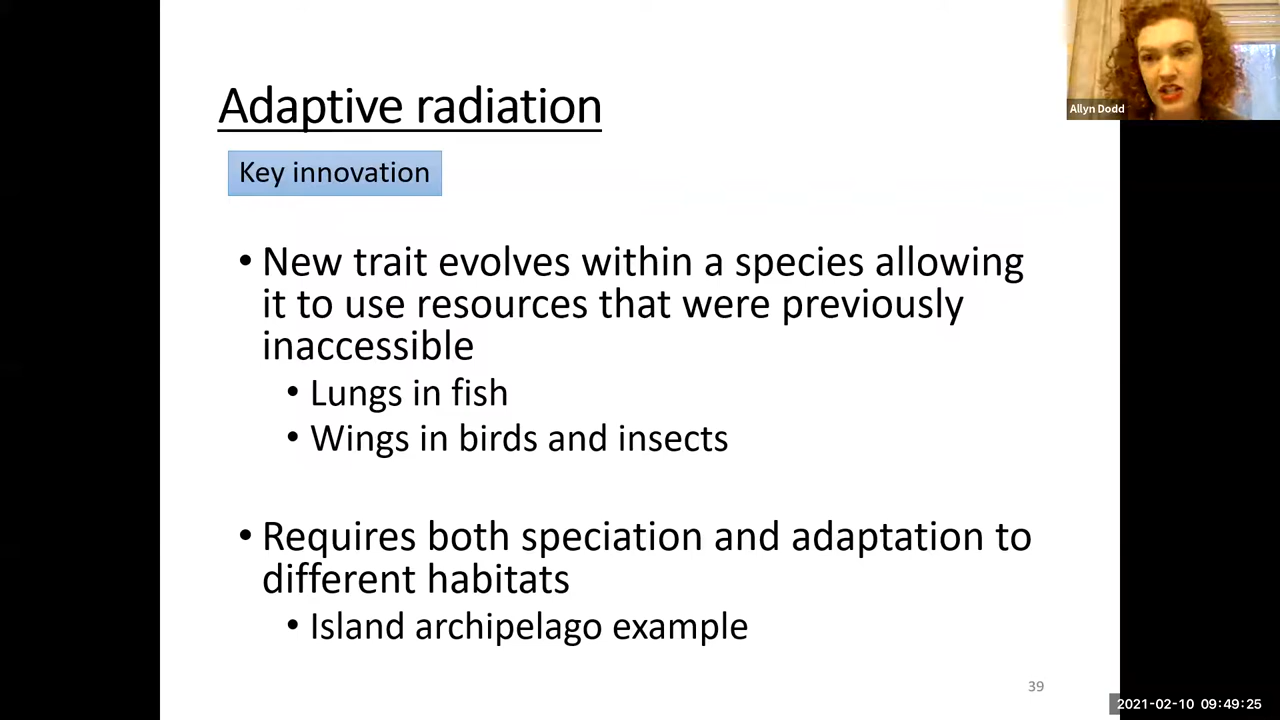 Adaptive radiation
Allyn Dodd
Key innovation
• New trait evolves within a species allowing
it to use resources that were previously
inaccessible
• Lungs in fish
• Wings in birds and insects
• Requires both speciation and adaptation to
different habitats
• Island archipelago example
39
2021-02-10 09:49:25